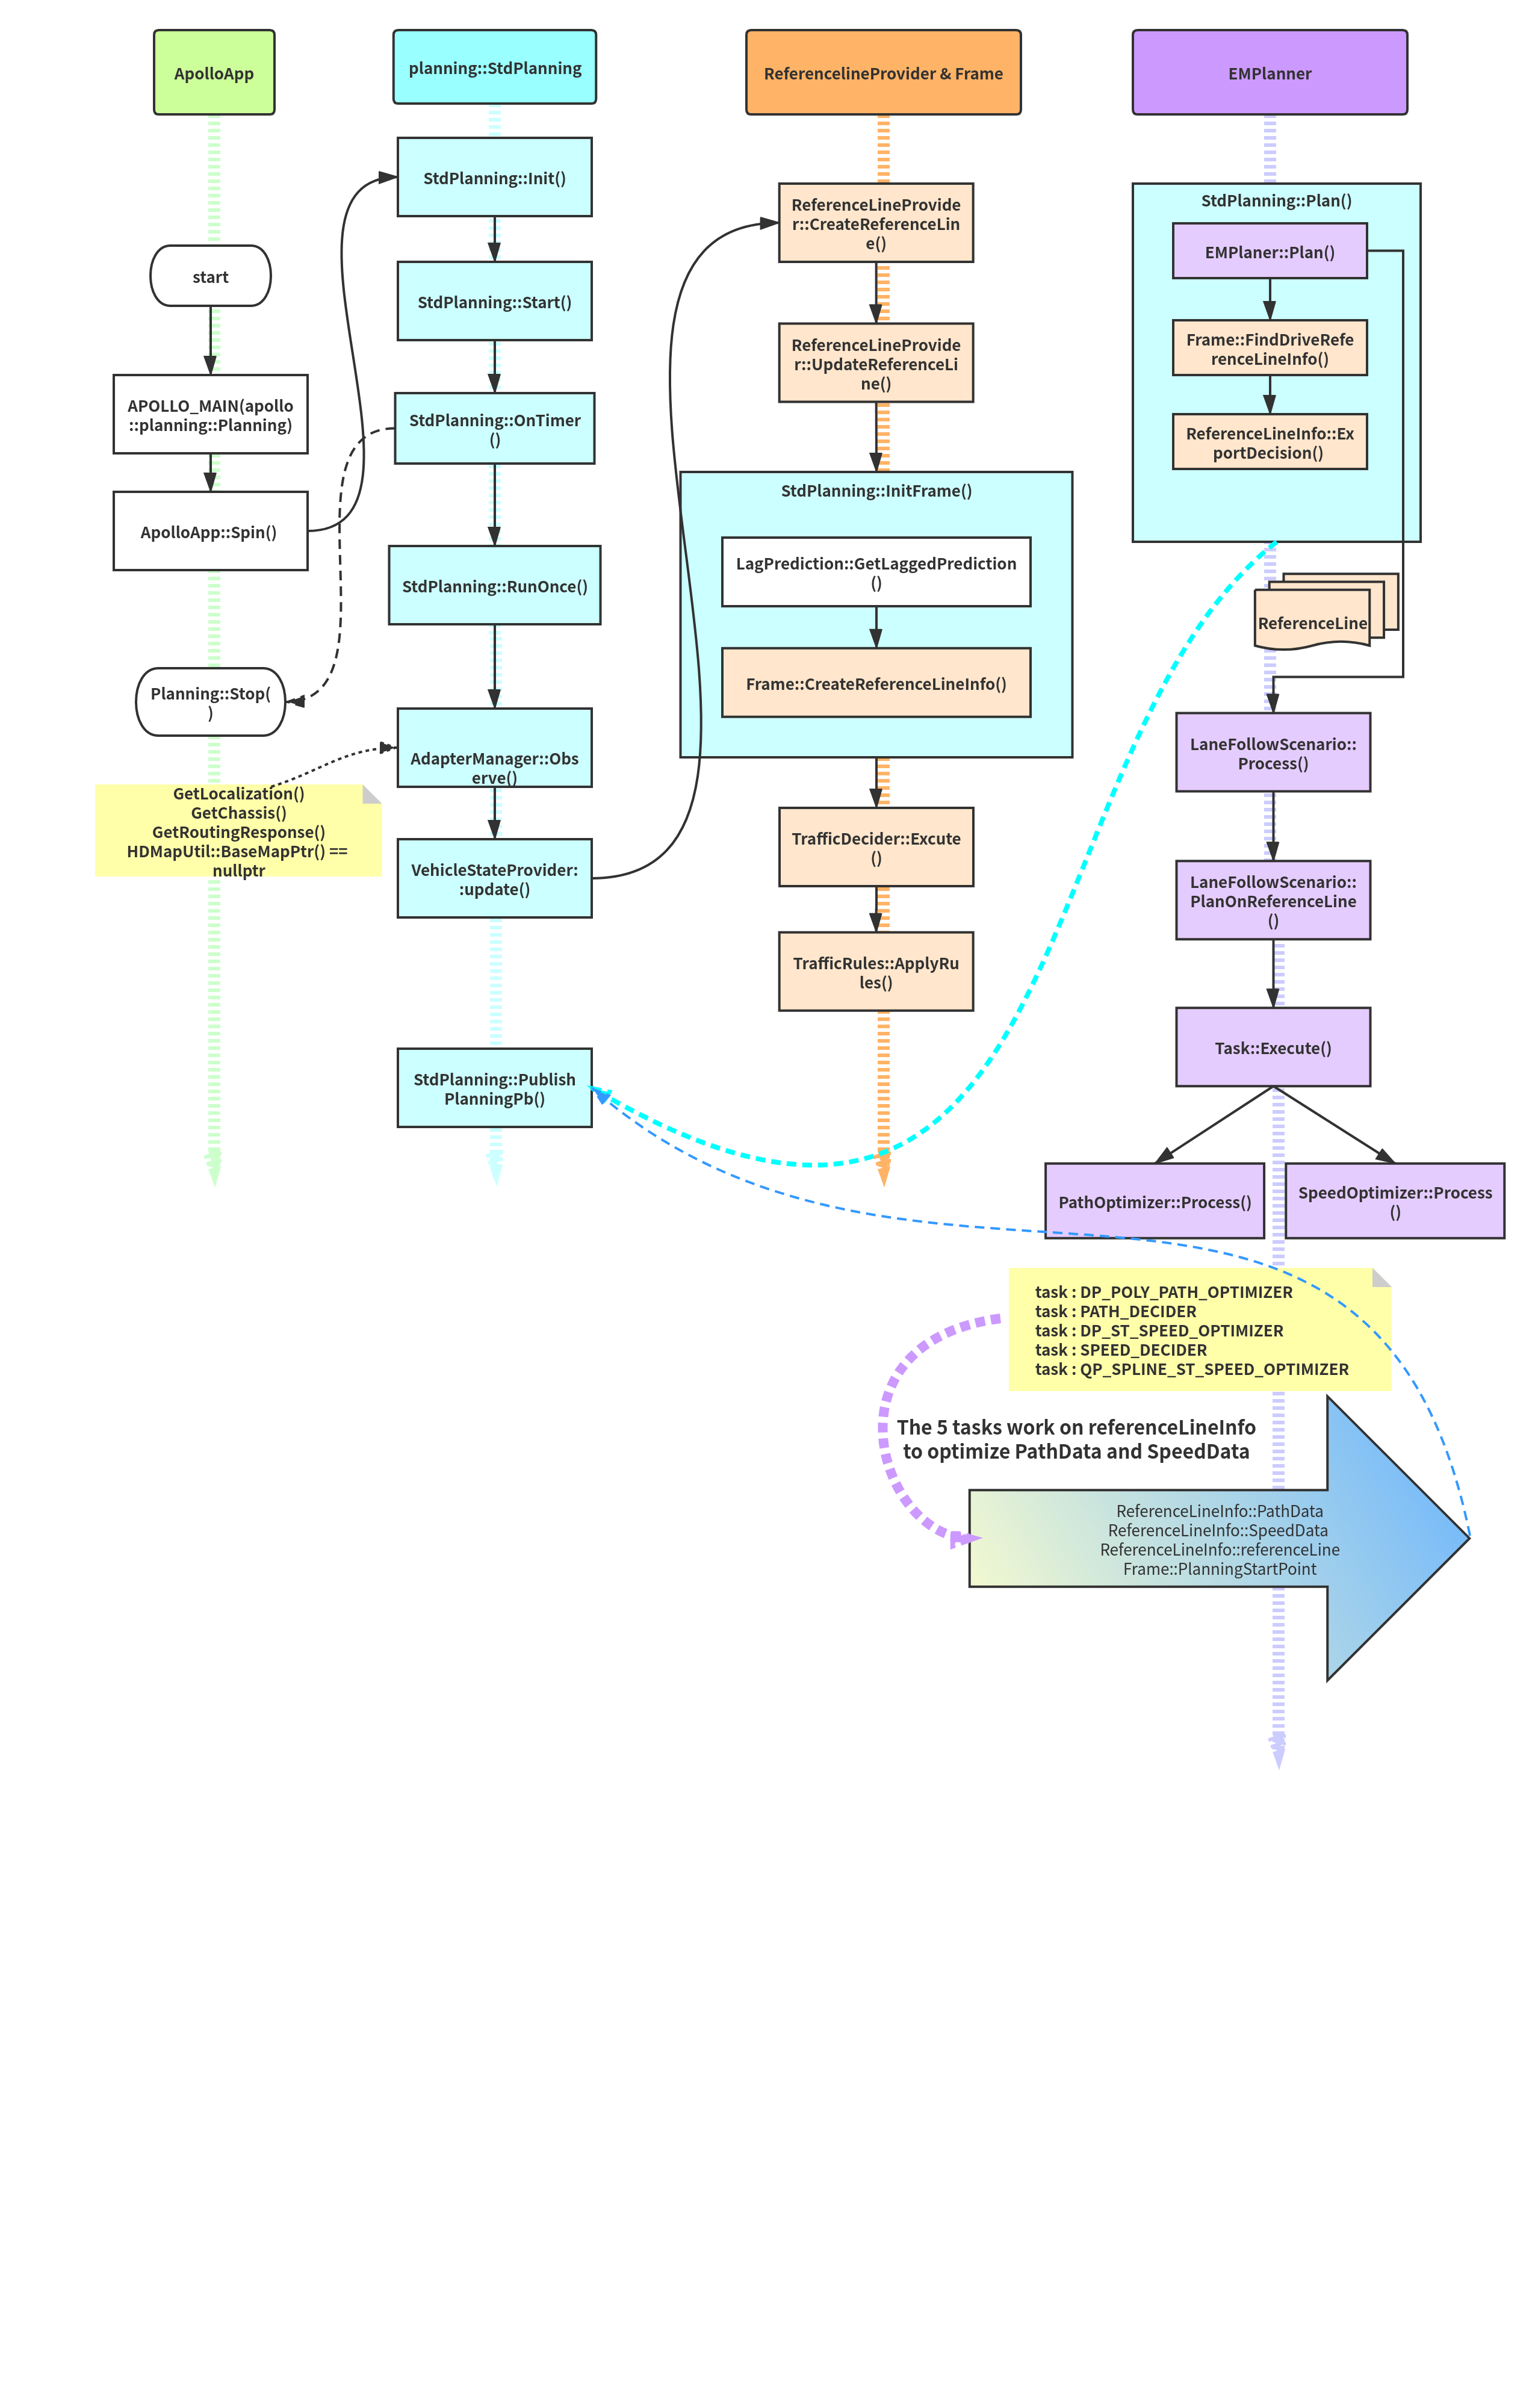 ApolloApp
start
APOLLO_MAIN(apollo
::planning::Planning)
ApolloApp::Spin()
Planning::Stop(
)
GetLocalization()
GetChassis()
GetRoutingResponse()
HDMapUtil::BaseMapPtr() ==
nullptr
planning::StdPlanning
StdPlanning::Init()
StdPlanning::Start()
StdPlanning::OnTimer
()
StdPlanning::RunOnce()
AdapterManager::Obs
erve()
VehicleStateProvider:
:update()
StdPlanning::Publish
PlanningPb()
ReferencelineProvider & Frame
ReferenceLineProvide
r::CreateReferenceLin
e()
ReferenceLineProvide
r::UpdateReferenceLi
ne()
StdPlanning::InitFrame()
LagPrediction::GetLaggedPrediction
()
Frame::CreateReferenceLineInfo()
TrafficDecider::Excute
()
TrafficRules::ApplyRu
les()
EMPlanner
StdPlanning::Plan()
EMPlaner::Plan()
Frame::FindDriveRefe
renceLineInfo()
ReferenceLineInfo::Ex
portDecision()
ReferenceLine
LaneFollowScenario::
Process()
LaneFollowScenario::
PlanOnReferenceLine
()
Task::Execute()
PathOptimizer::Process()
SpeedOptimizer::Process
()
task : DP_POLY_PATH_OPTIMIZER
task : PATH_DECIDER
task : DP_ST_SPEED_OPTIMIZER
task : SPEED_DECIDER
task : QP_SPLINE_ST_SPEED_OPTIMIZER
The 5 tasks work on referenceLineInfo
to optimize PathData and SpeedData
ReferenceLineInfo::PathData
ReferenceLineInfo::SpeedData
ReferenceLineInfo::referenceLine
Frame::PlanningStartPoint